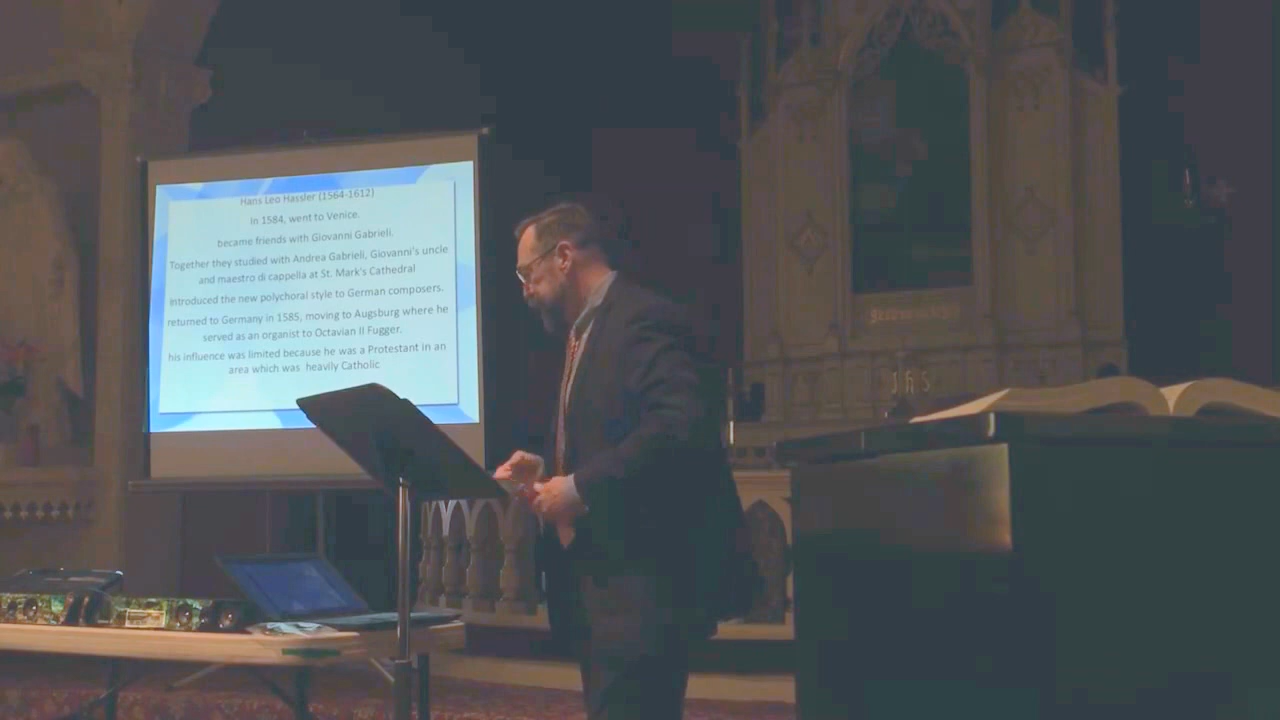 Hans Leo Hassler (1564-1612)
In 1584, went to Venice.
became friends with Giovanni Gabrieli.
Together they studied with Andrea Gabrieli, Giovanni's uncle
and maestro di cappella at St. Mark's Cathedral
introduced the new polychoral style to German composers.
returned to Germany in 1585, moving to Augsburg where he
served as an organist to Octavian II Fugger.
his influence was limited because he was a Protestant in an
area which was heavily Catholic
IHS